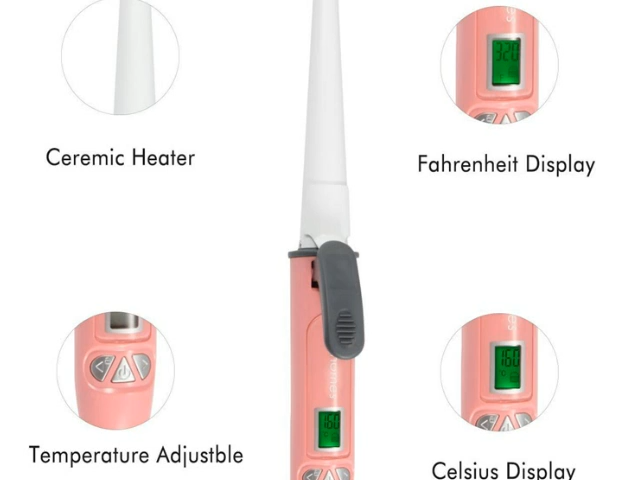 320
Ceremic Heater
Fahrenheit Display
160
160
Temperature Adjustble
Celsius Display